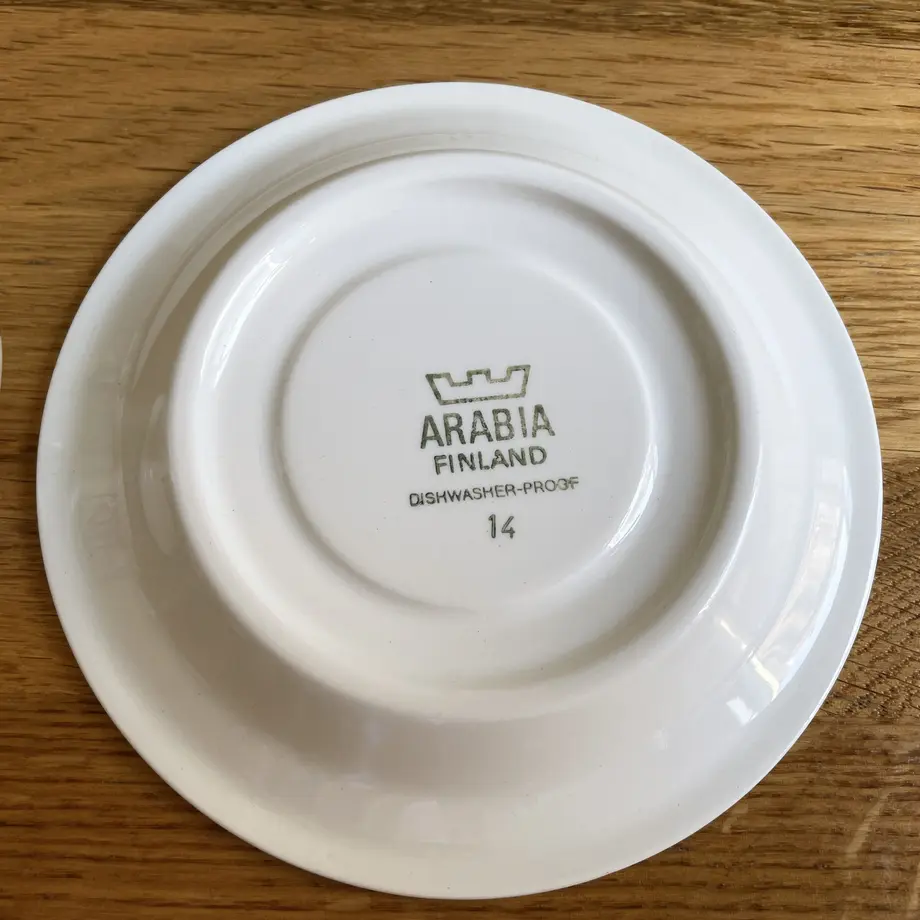 ARABIA
FINLAND
DISHWASHER-PROOF
14